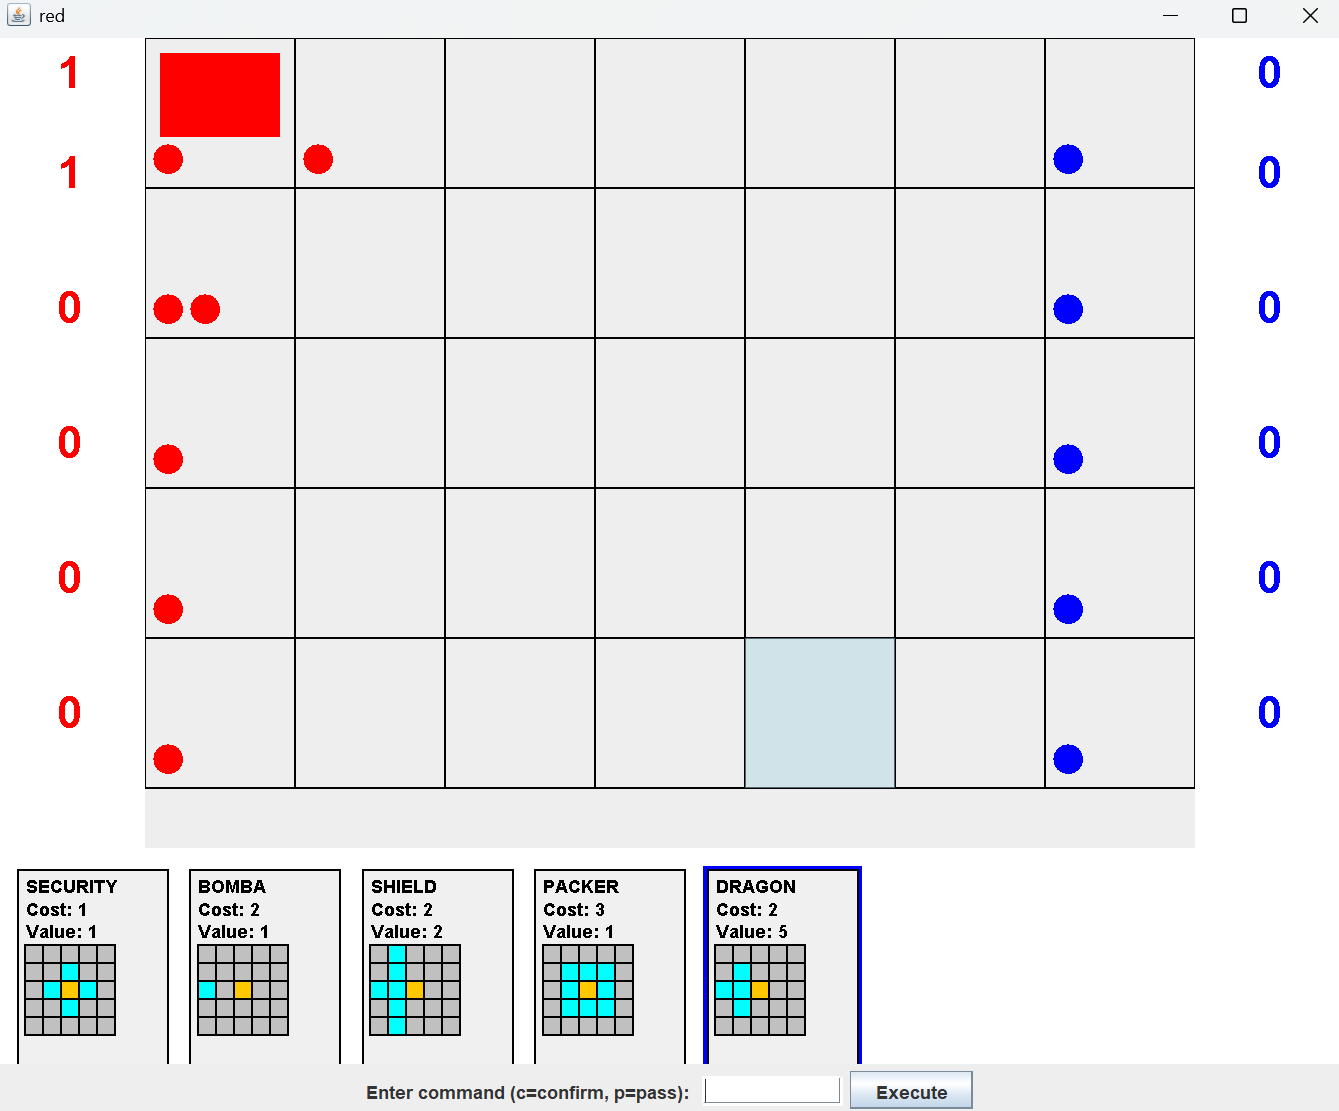 red
1 0
1 0
0 0
0 0
0 0
0 0
SECURITY BOMBA SHIELD PACKER DRAGON
Cost: 1 Cost: 2 Cost: 2 Cost: 3 Cost: 2
Value: 1 Value: 1 Value: 2 Value: 1 Value: 5
Enter command (c=confirm, p=pass): Execute